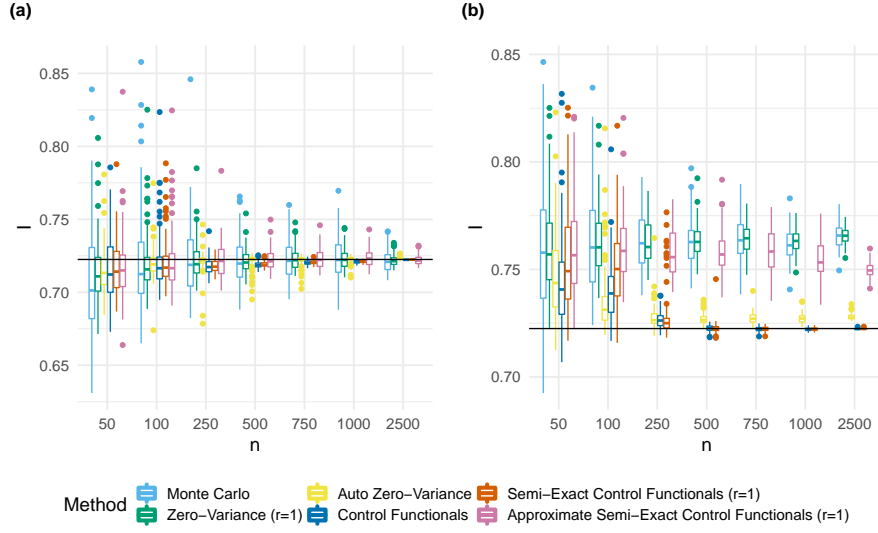 (a)
(b)
0.85
0.80
0.75
0.70
0.65
I
50 100 250 500 750 1000 2500
n
0.85
0.80
0.75
0.70
I
50 100 250 500 750 1000 2500
n
Method
Monte Carlo
Zero-Variance (r=1)
Auto Zero-Variance
Control Functionals
Semi-Exact Control Functionals (r=1)
Approximate Semi-Exact Control Functionals (r=1)